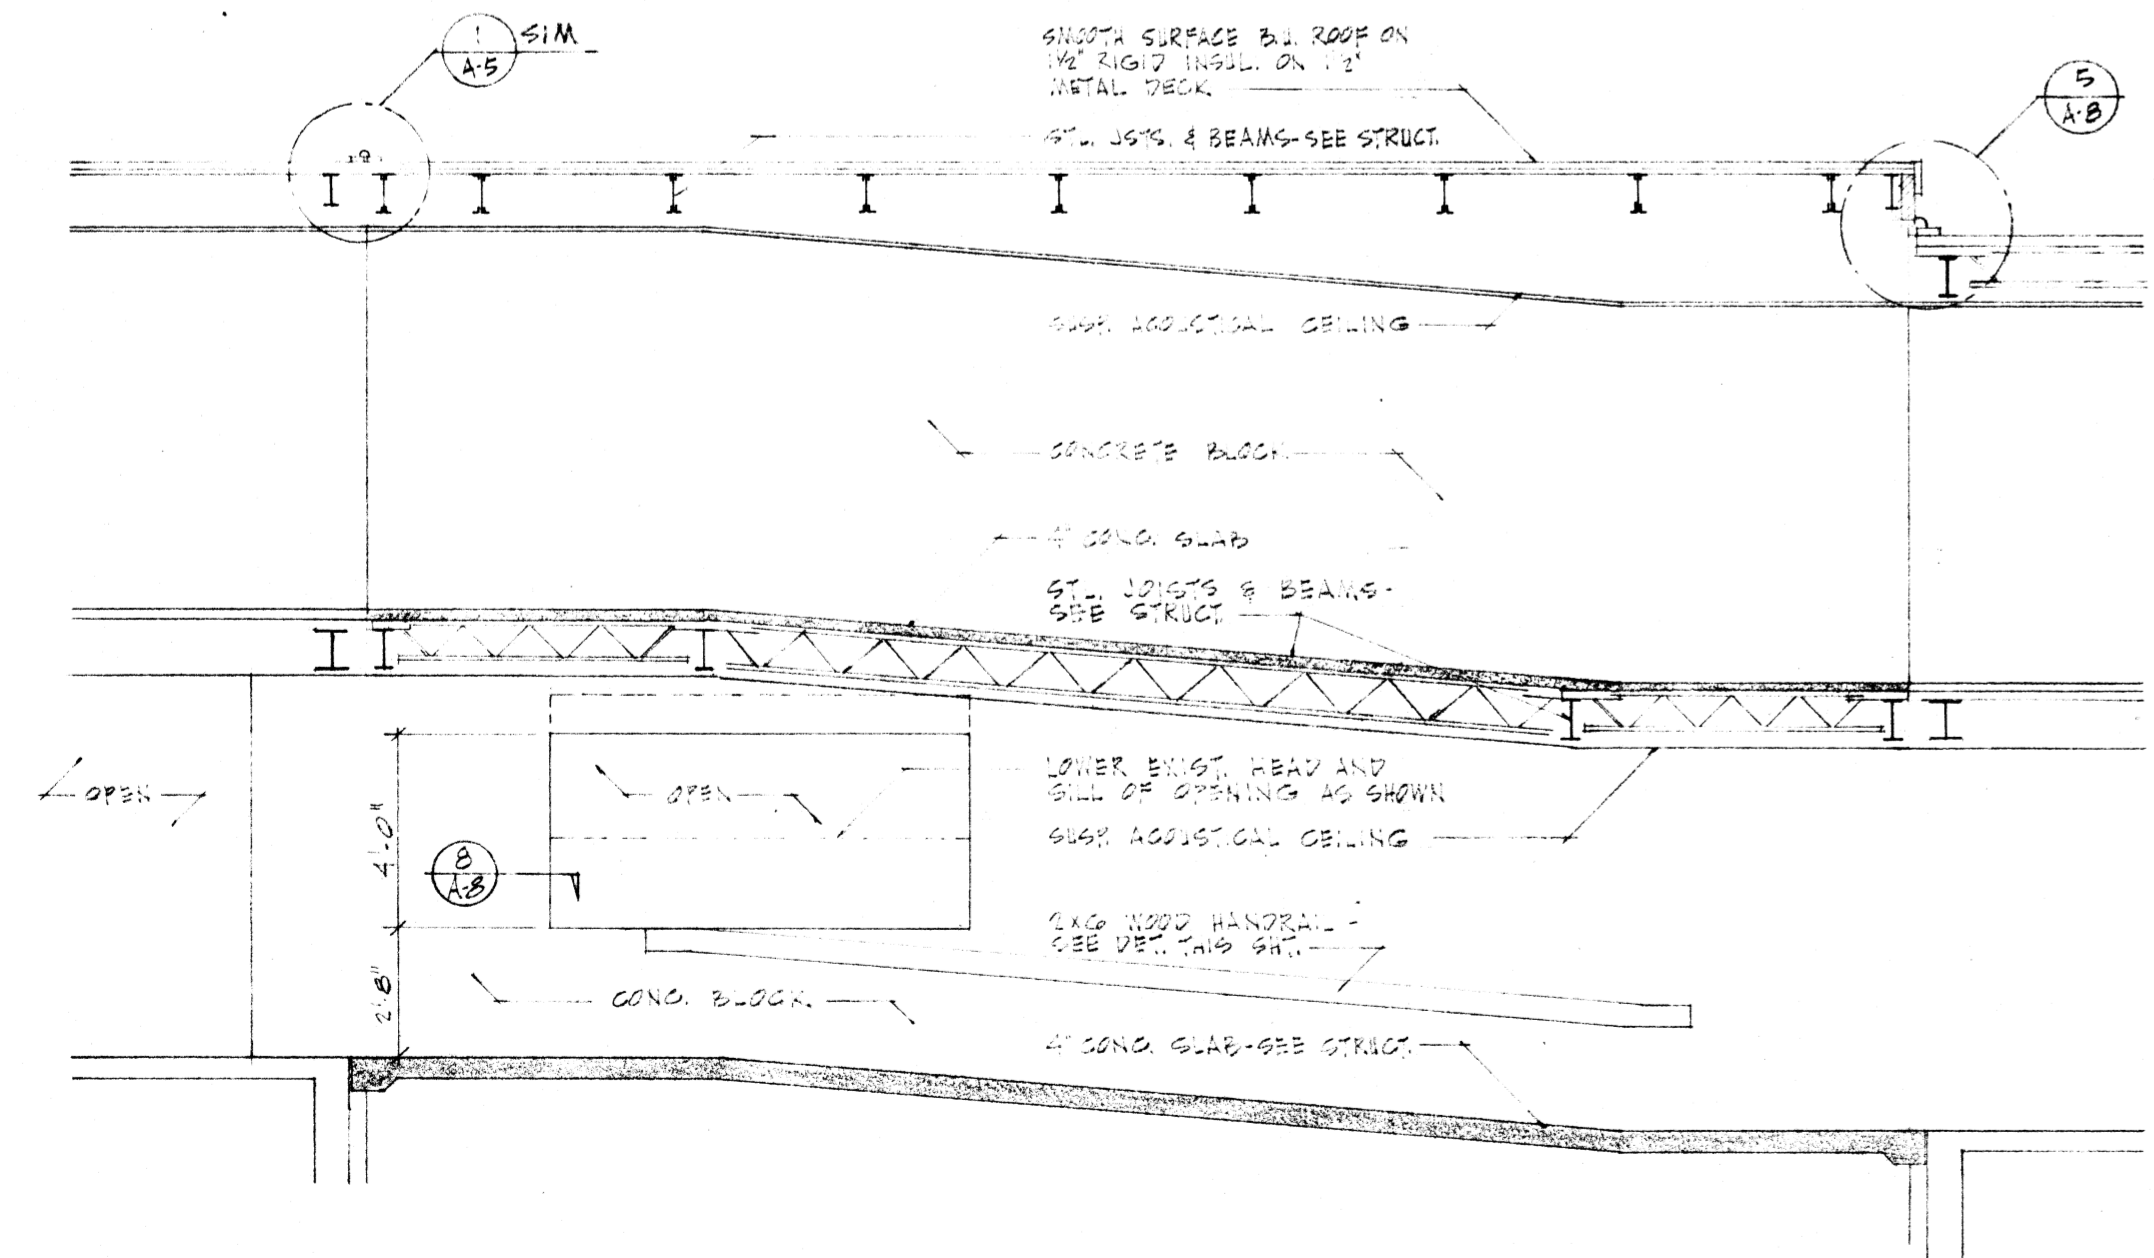 1 SIM
A-5
SMOOTH SURFACE B.U. ROOF ON
1½" RIGID INSUL. ON 1½"
METAL DECK
5
A-8
STL. JSTS. & BEAMS-SEE STRUCT.
SUSP. ACOUSTICAL CEILING
CONCRETE BLOCK
4" CONC. SLAB
STL. JOISTS & BEAMS-
SEE STRUCT.
LOWER EXIST. HEAD AND
SILL OF OPENING AS SHOWN
OPEN
OPEN
SUSP. ACOUSTICAL CEILING
4'-0"
8
A-8
2X6 WOOD HANDRAIL -
SEE DET. THIS SHT.
2'-8"
CONC. BLOCK
4" CONC. SLAB-SEE STRUCT.